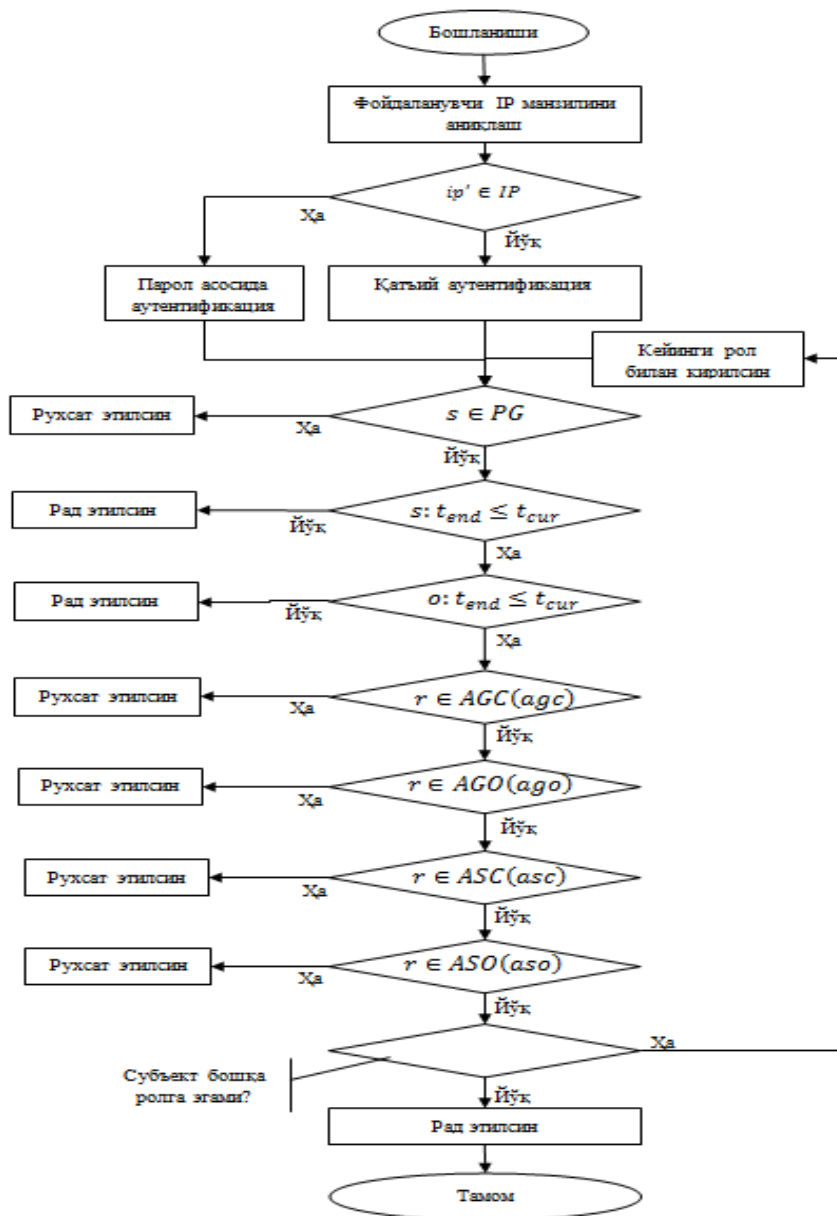 Бошланиши
Фойдаланувчи IP манзилини
аниқлаш
ip' ∈ IP
Ҳа
Йўқ
Парол асосида
аутентификация
Қатъий аутентификация
Кейинги рол
билан кирилсин
s ∈ PG
Рухсат этилсин
Ҳа
Йўқ
s: t_end ≤ t_cur
Рад этилсин
Йўқ
Ҳа
o: t_end ≤ t_cur
Рад этилсин
Йўқ
Ҳа
r ∈ AGC(agc)
Рухсат этилсин
Ҳа
Йўқ
r ∈ AGO(ago)
Рухсат этилсин
Ҳа
Йўқ
r ∈ ASC(asc)
Рухсат этилсин
Ҳа
Йўқ
r ∈ ASO(aso)
Рухсат этилсин
Ҳа
Йўқ
Ҳа
Субъект бошқа
ролга эгами?
Йўқ
Рад этилсин
Тамом